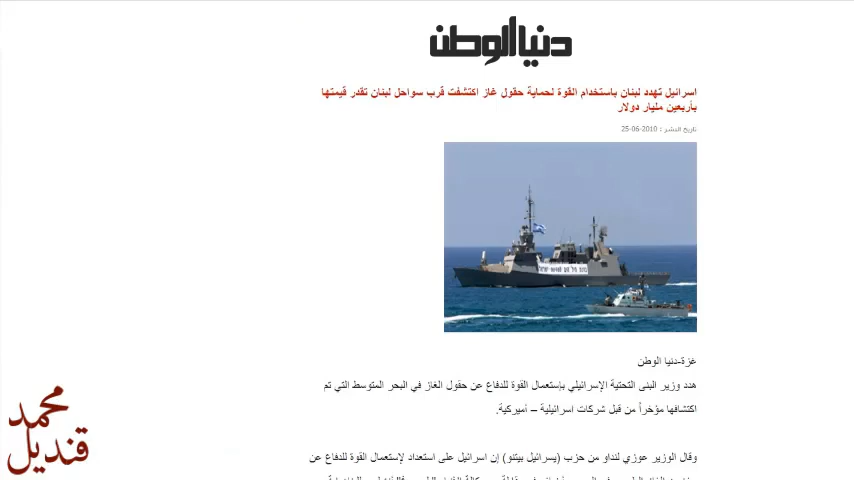 دنيا الوطن
اسرائيل تهدد لبنان باستخدام القوة لحماية حقول غاز اكتشفت قرب سواحل لبنان تقدر قيمتها
بأربعين مليار دولار
تاريخ النشر : 2010-06-25
غزة-دنيا الوطن
هدد وزير البنى التحتية الإسرائيلي بإستعمال القوة للدفاع عن حقول الغاز في البحر المتوسط التي تم
اكتشافها مؤخراً من قبل شركات اسرائيلية – أميركية.
وقال الوزير عوزي لنداو من حزب (يسرائيل بيتنو) إن اسرائيل على استعداد لإستعمال القوة للدفاع عن
محمد
قنديل